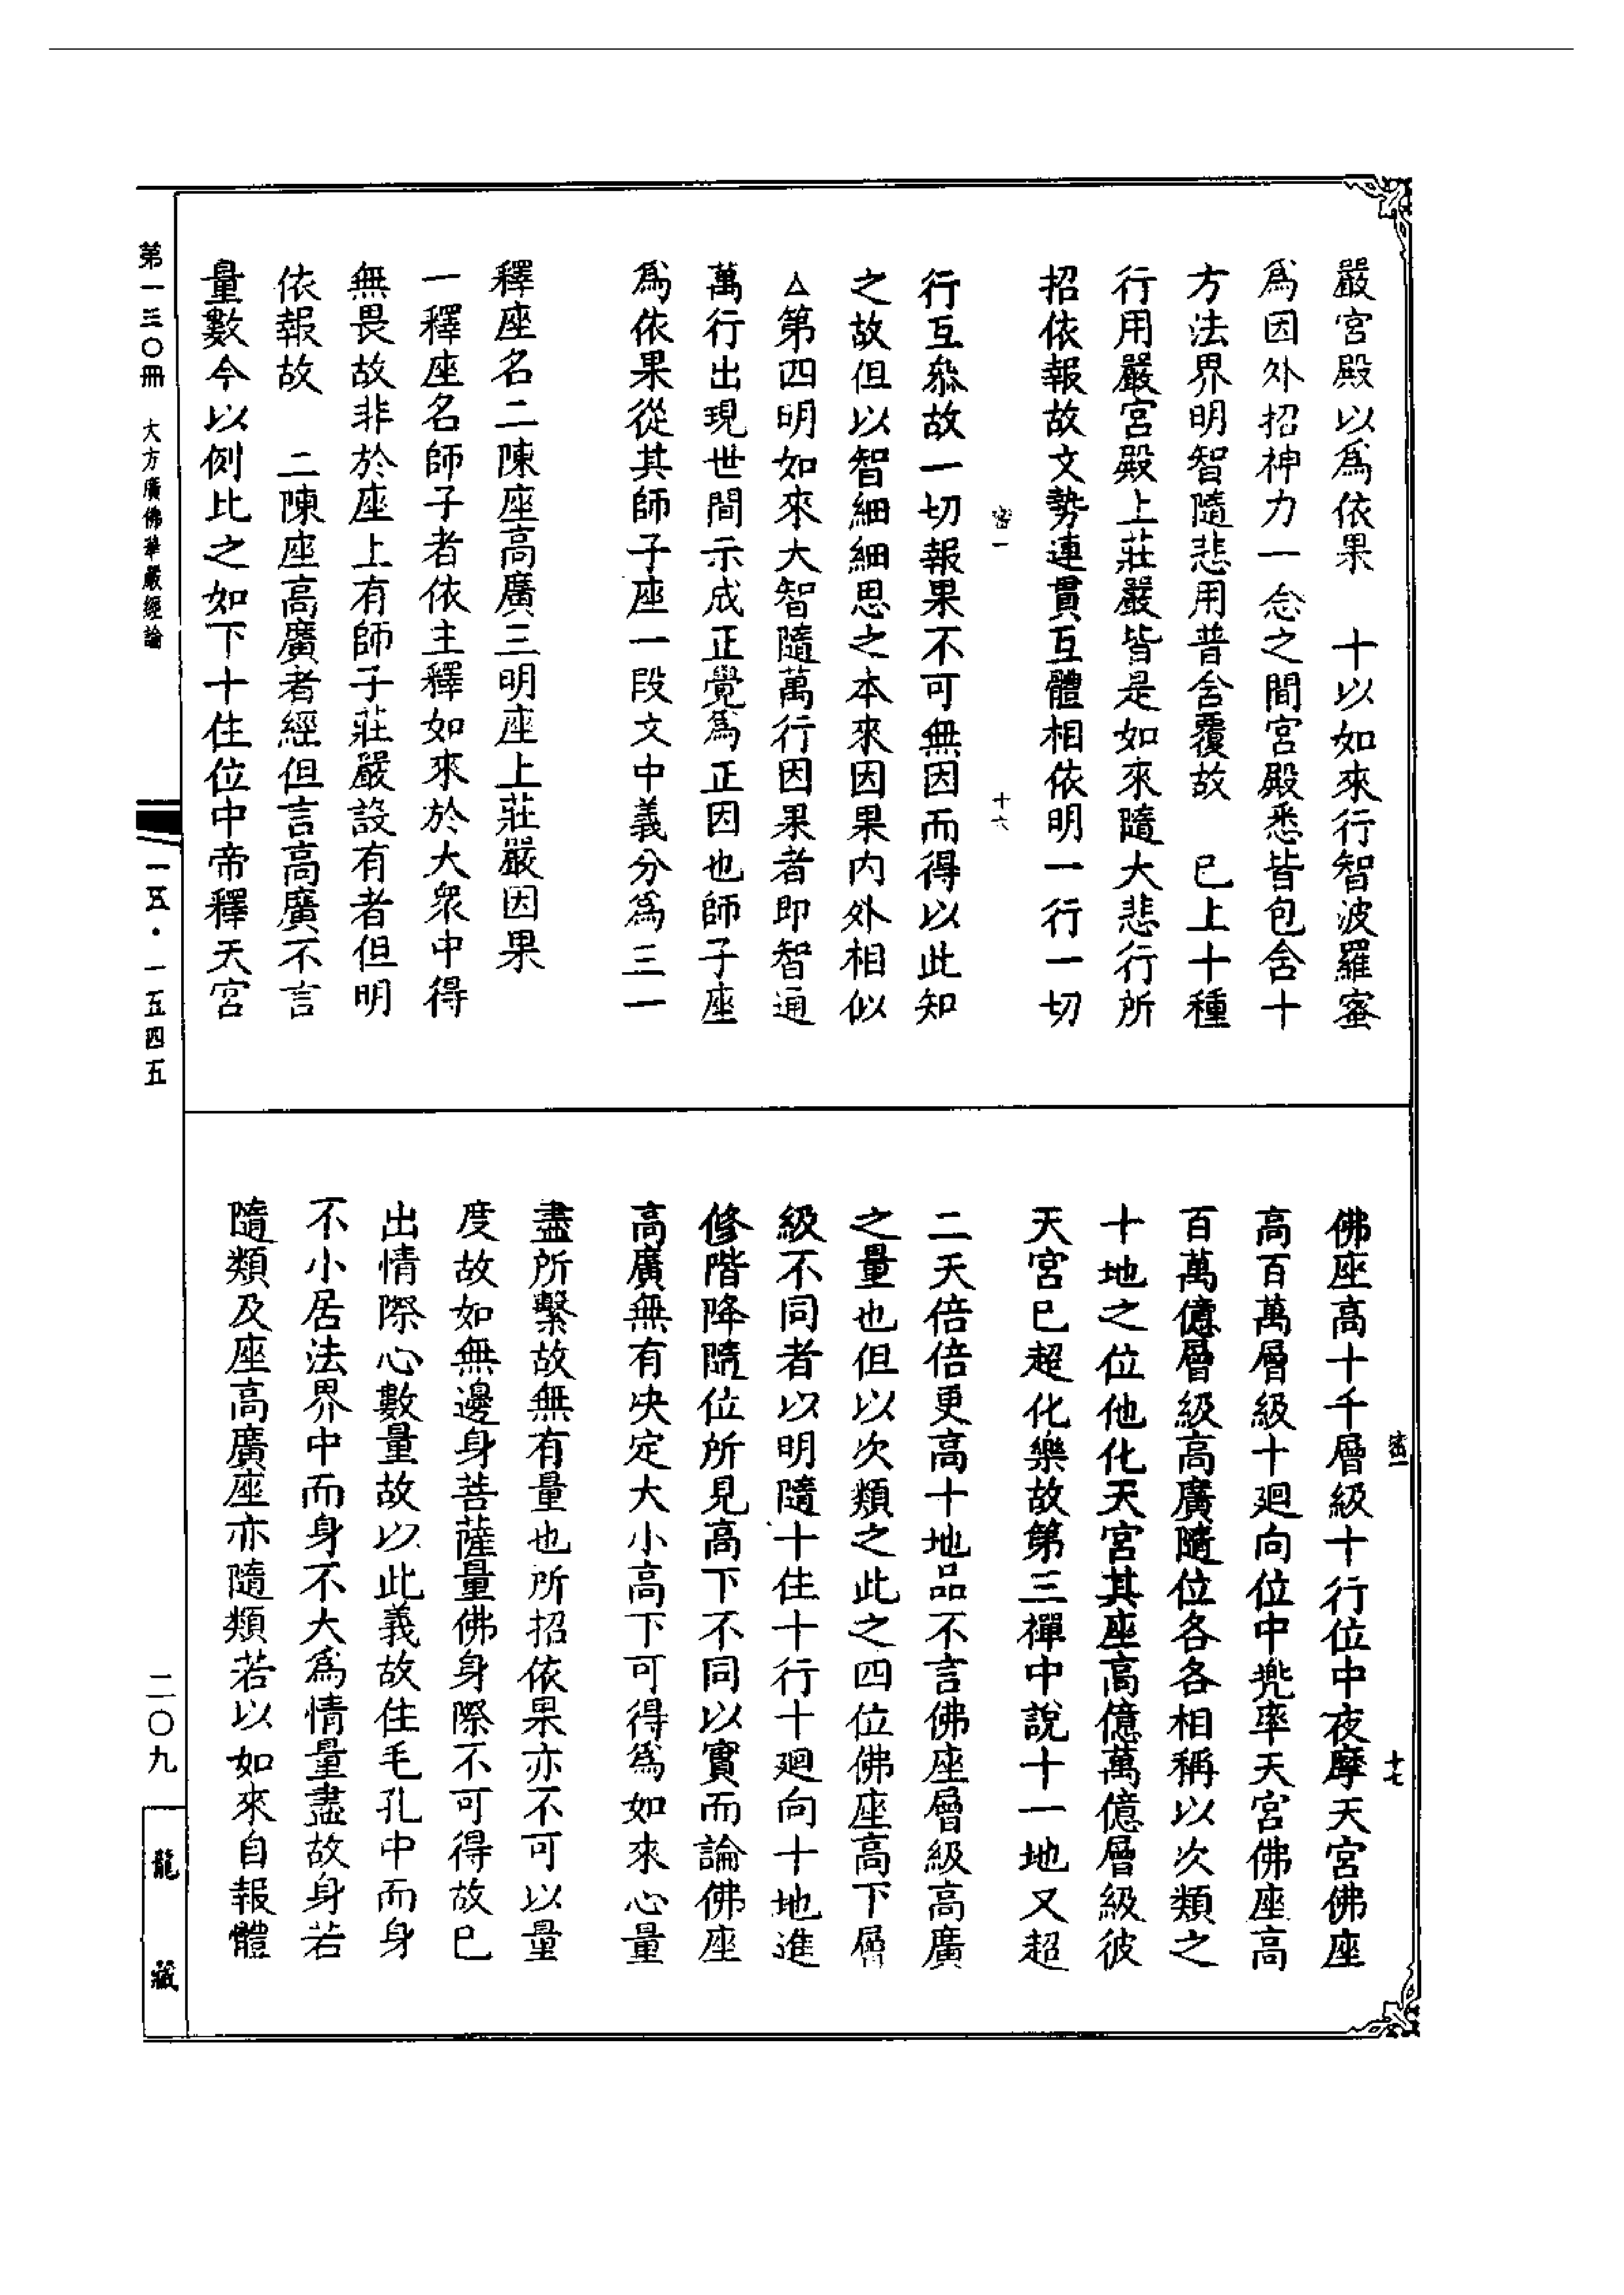 嚴宮殿以爲依果　十以如來行智波羅蜜
爲因外招神力一念之間宮殿悉皆包含十
方法界明智隨悲用普含覆故　已上十種
行用嚴宮殿上莊嚴皆是如來隨大悲行所
招依報故文勢連貫互體相依明一行一切
密一　十六
行互叅故一切報果不可無因而得以此知
之故但以智細細思之本來因果內外相似
△第四明如來大智隨萬行因果者即智通
萬行出現世間示成正覺爲正因也師子座
爲依果從其師子座一段文中義分爲三一
釋座名二陳座高廣三明座上莊嚴因果
一釋座名師子者依主釋如來於大衆中得
無畏故非於座上有師子莊嚴設有者但明
依報故　二陳座高廣者經但言高廣不言
量數今以例比之如下十住位中帝釋天宮
密一　十七
佛座高十千層級十行位中夜摩天宮佛座
高百萬層級十廻向位中兜率天宮佛座高
百萬億層級高廣隨位各各相稱以次類之
十地之位他化天宮其座高億萬億層級彼
天宮已超化樂故第三禪中說十一地又超
二天倍倍更高十地品不言佛座層級高廣
之量也但以次類之此之四位佛座高下層
級不同者以明隨十住十行十廻向十地進
修階降隨位所見高下不同以實而論佛座
高廣無有決定大小高下可得爲如來心量
盡所繫故無有量也所招依果亦不可以量
度故如無邊身菩薩量佛身際不可得故已
出情際心數量故以此義故住毛孔中而身
不小居法界中而身不大爲情量盡故身若
隨類及座高廣座亦隨類若以如來自報體
第一三〇冊　大方廣佛華嚴經論
一五·一五四五
二〇九
龍藏